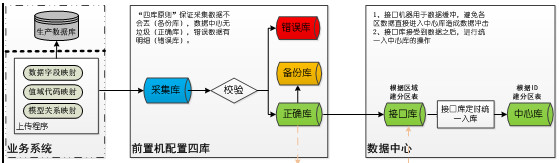 生产数据库
数据字段映射
值域代码映射
模型关系映射
上传程序
业务系统
“四库原则”保证采集数据不
会丢（备份库），数据中心无
垃圾（正确库），错误数据有
明细（错误库）。
采集库
校验
错误库
备份库
正确库
前置机配置四库
1、接口机器用于数据缓冲，避免各
区数据直接进入中心库造成数据冲击
2、接口库接受到数据之后，进行统
一入中心库的操作
根据区域
建分区表
接口库
接口库定时统
一入库
根据ID
建分区表
中心库
数据中心